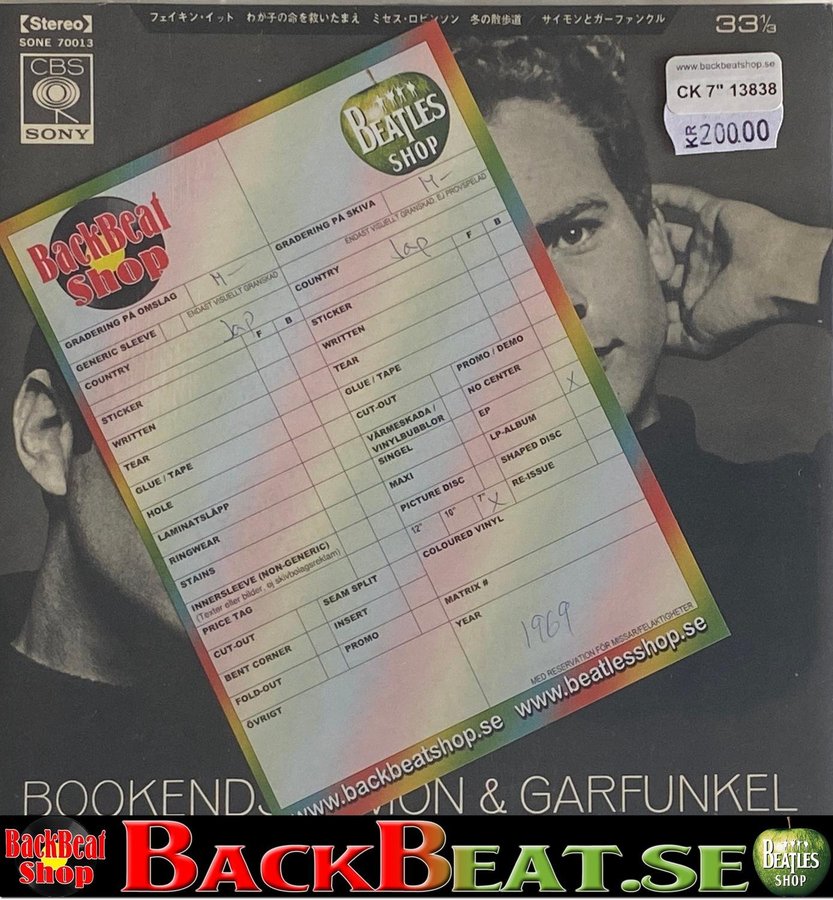 [Stereo]
SONE 70013
CBS
SONY
フェイキン・イット わか子の命を救いたまえ ミセス・ロビンソン 冬の散歩道 / サイモンとガーファンクル
33⅓
www.backbeatshop.se
CK 7" 13838
KR200.00
BEATLES
SHOP
BackBeat
Shop
GRADERING PÅ OMSLAG M-
ENDAST VISUELLT GRANSKAD
GENERIC SLEEVE
COUNTRY Jap F B
STICKER
WRITTEN
TEAR
GLUE / TAPE
HOLE
LAMINATSLÄPP
RINGWEAR
STAINS
INNERSLEEVE (NON-GENERIC)
(Texter eller bilder, ej skivbolagsreklam)
PRICE TAG
CUT-OUT
BENT CORNER
FOLD-OUT
ÖVRIGT
SEAM SPLIT
INSERT
PROMO
GRADERING PÅ SKIVA M-
ENDAST VISUELLT GRANSKAD. EJ PROVSPELAD
COUNTRY Jap F B
STICKER
WRITTEN
TEAR
GLUE / TAPE
CUT-OUT
VÄRMESKADA /
VINYLBUBBLOR
SINGEL
MAXI
PICTURE DISC
12" 10" 7" X
COLOURED VINYL
PROMO / DEMO
NO CENTER
EP X
LP-ALBUM
SHAPED DISC
RE-ISSUE
MATRIX #
YEAR 1969
MED RESERVATION FÖR MISSAR/FELAKTIGHETER
www.backbeatshop.se www.beatlesshop.se
BOOKENDS MON & GARFUNKEL
BackBeat
Shop
BACKBEAT.SE
BEATLES
SHOP